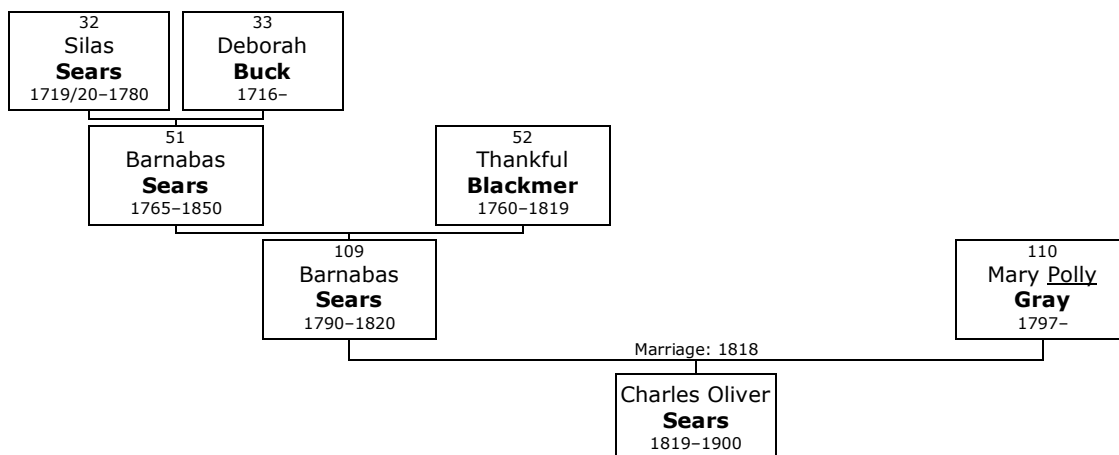 32
Silas
Sears
1719/20–1780
33
Deborah
Buck
1716–
51
Barnabas
Sears
1765–1850
52
Thankful
Blackmer
1760–1819
109
Barnabas
Sears
1790–1820
110
Mary Polly
Gray
1797–
Marriage: 1818
Charles Oliver
Sears
1819–1900